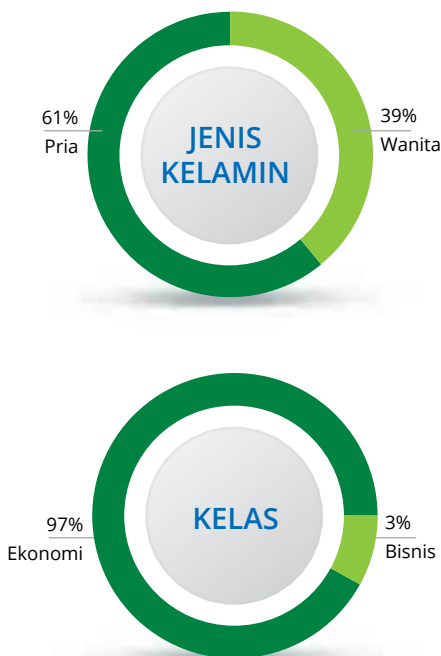 61%
Pria
JENIS
KELAMIN
39%
Wanita
97%
Ekonomi
KELAS
3%
Bisnis